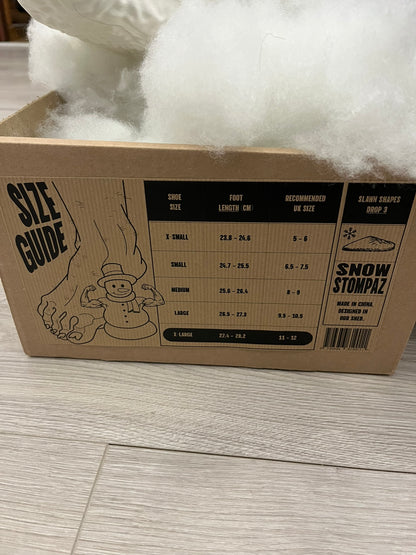 SIZE
GUIDE
SHOE SIZE FOOT LENGTH (CM) RECOMMENDED UK SIZE
X-SMALL 23.8 - 24.6 5 - 6
SMALL 24.7 - 25.5 6.5 - 7.5
MEDIUM 25.6 - 26.4 8 - 9
LARGE 26.5 - 27.3 9.5 - 10.5
X-LARGE 27.4 - 28.2 11 - 12
SLAWN SHAPES
DROP 3
SNOW
STOMPAZ
MADE IN CHINA,
DESIGNED IN
OUR SHED.